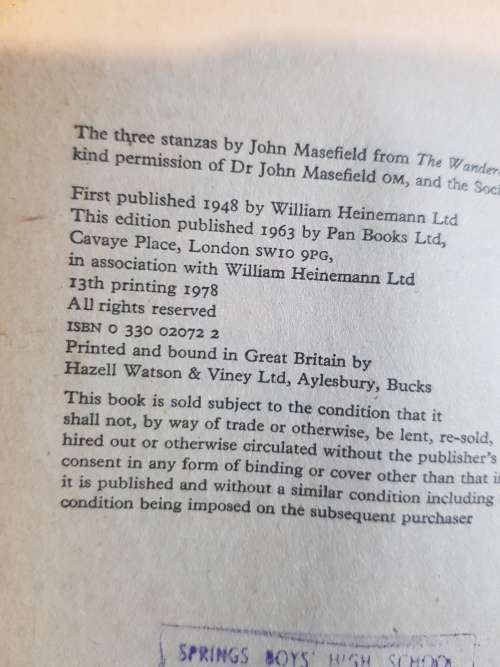 The three stanzas by John Masefield from The Wander
kind permission of Dr John Masefield OM, and the Soci
First published 1948 by William Heinemann Ltd
This edition published 1963 by Pan Books Ltd,
Cavaye Place, London SW10 9PG,
in association with William Heinemann Ltd
13th printing 1978
All rights reserved
ISBN 0 330 02072 2
Printed and bound in Great Britain by
Hazell Watson & Viney Ltd, Aylesbury, Bucks
This book is sold subject to the condition that it
shall not, by way of trade or otherwise, be lent, re-sold,
hired out or otherwise circulated without the publisher's
consent in any form of binding or cover other than that in
it is published and without a similar condition including
condition being imposed on the subsequent purchaser
SPRINGS BOYS' HIGH SCHOOL